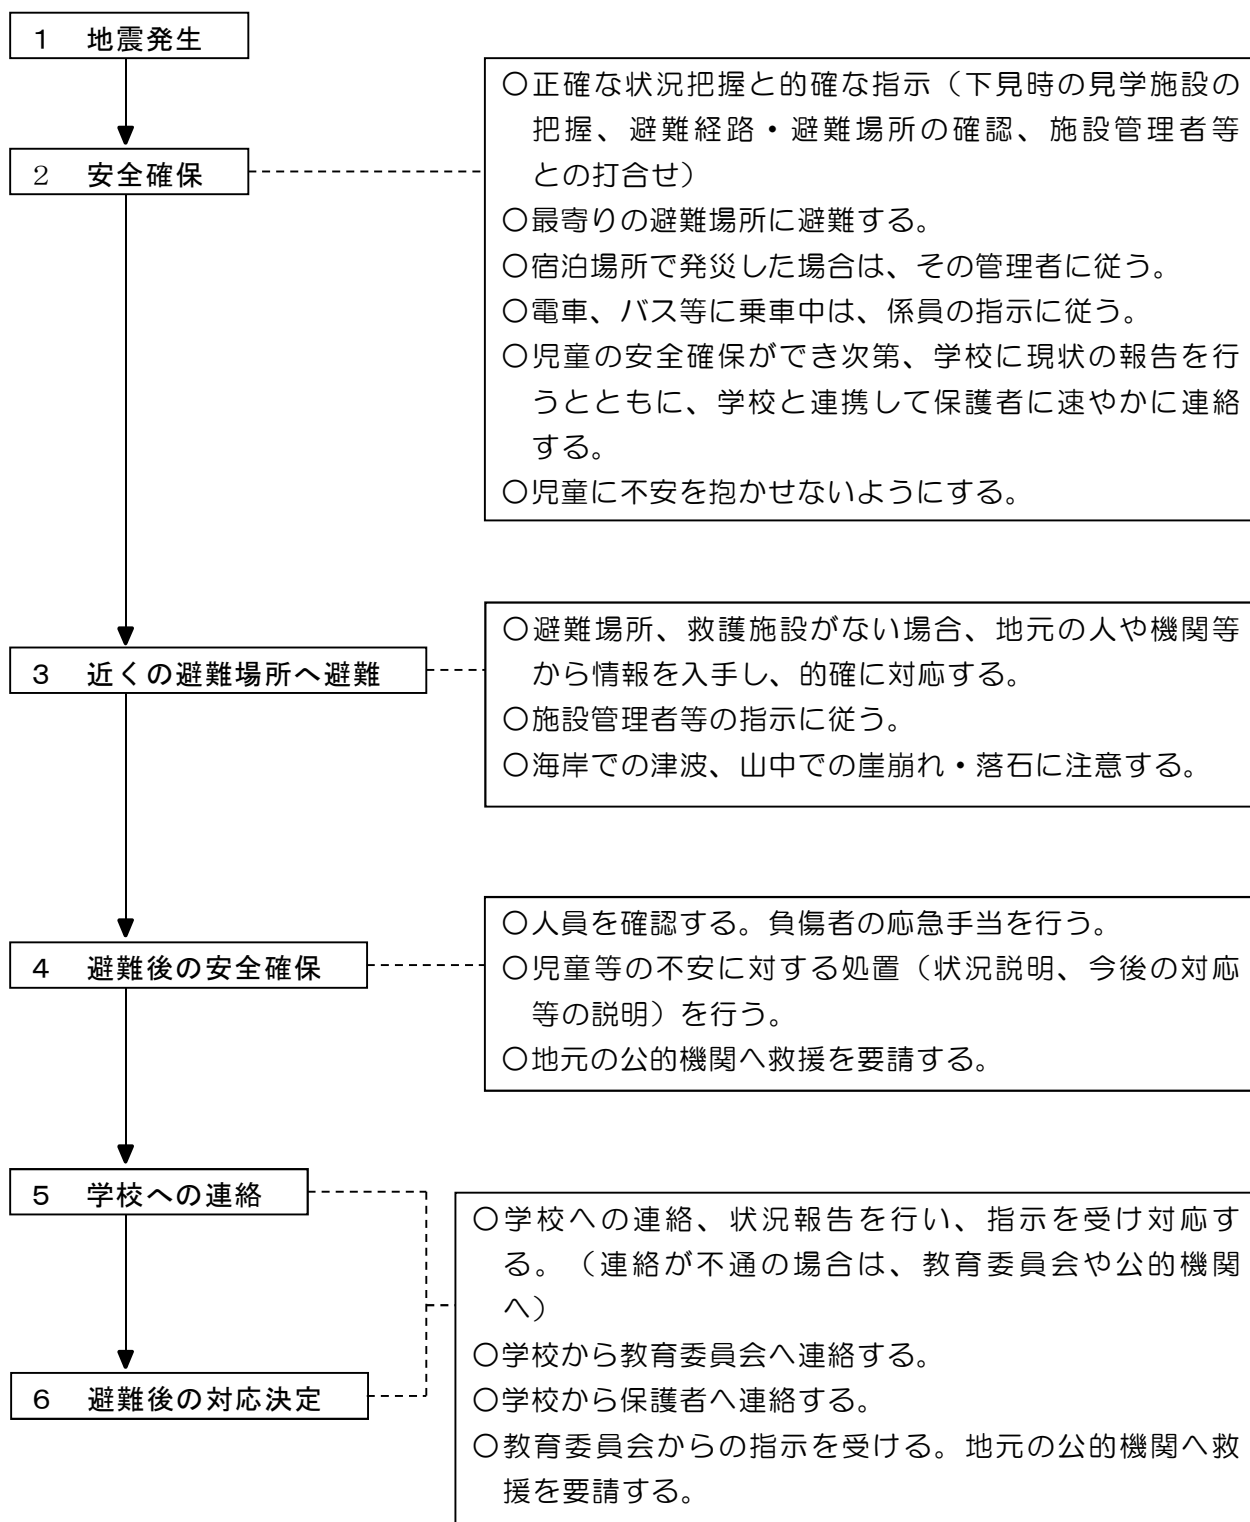 １　地震発生
２　安全確保
〇正確な状況把握と的確な指示（下見時の見学施設の
把握、避難経路・避難場所の確認、施設管理者等
との打合せ）
〇最寄りの避難場所に避難する。
〇宿泊場所で発災した場合は、その管理者に従う。
〇電車、バス等に乗車中は、係員の指示に従う。
〇児童の安全確保ができ次第、学校に現状の報告を行
うとともに、学校と連携して保護者に速やかに連絡
する。
〇児童に不安を抱かせないようにする。
３　近くの避難場所へ避難
〇避難場所、救護施設がない場合、地元の人や機関等
から情報を入手し、的確に対応する。
〇施設管理者等の指示に従う。
〇海岸での津波、山中での崖崩れ・落石に注意する。
４　避難後の安全確保
〇人員を確認する。負傷者の応急手当を行う。
〇児童等の不安に対する処置（状況説明、今後の対応
等の説明）を行う。
〇地元の公的機関へ救援を要請する。
５　学校への連絡
６　避難後の対応決定
〇学校への連絡、状況報告を行い、指示を受け対応す
る。（連絡が不通の場合は、教育委員会や公的機関
へ）
〇学校から教育委員会へ連絡する。
〇学校から保護者へ連絡する。
〇教育委員会からの指示を受ける。地元の公的機関へ救
援を要請する。